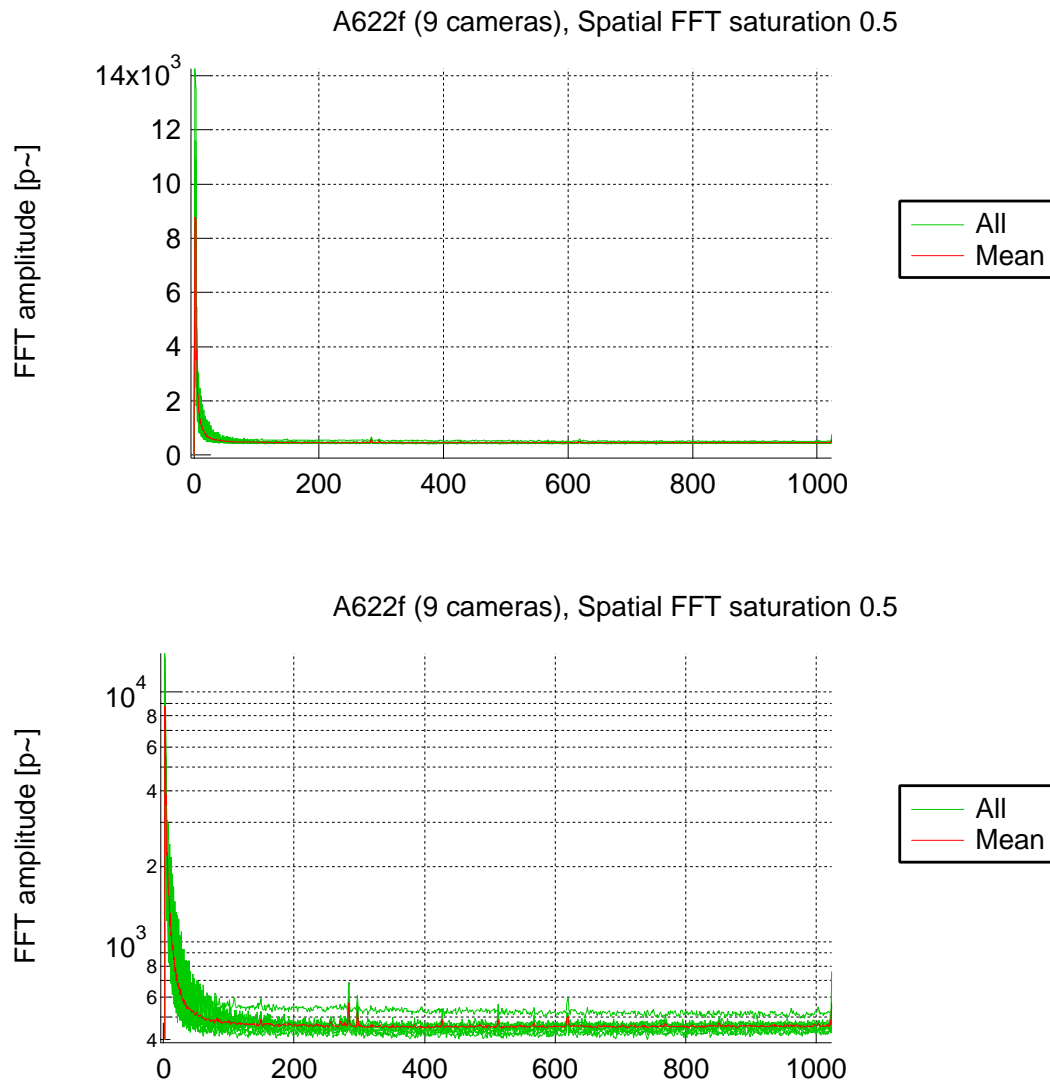 A622f (9 cameras), Spatial FFT saturation 0.5
FFT amplitude [p~]
14x10³
12
10
8
6
4
2
0
0 200 400 600 800 1000
All
Mean
A622f (9 cameras), Spatial FFT saturation 0.5
FFT amplitude [p~]
10⁴
8
6
4
2
10³
8
6
4
0 200 400 600 800 1000
All
Mean